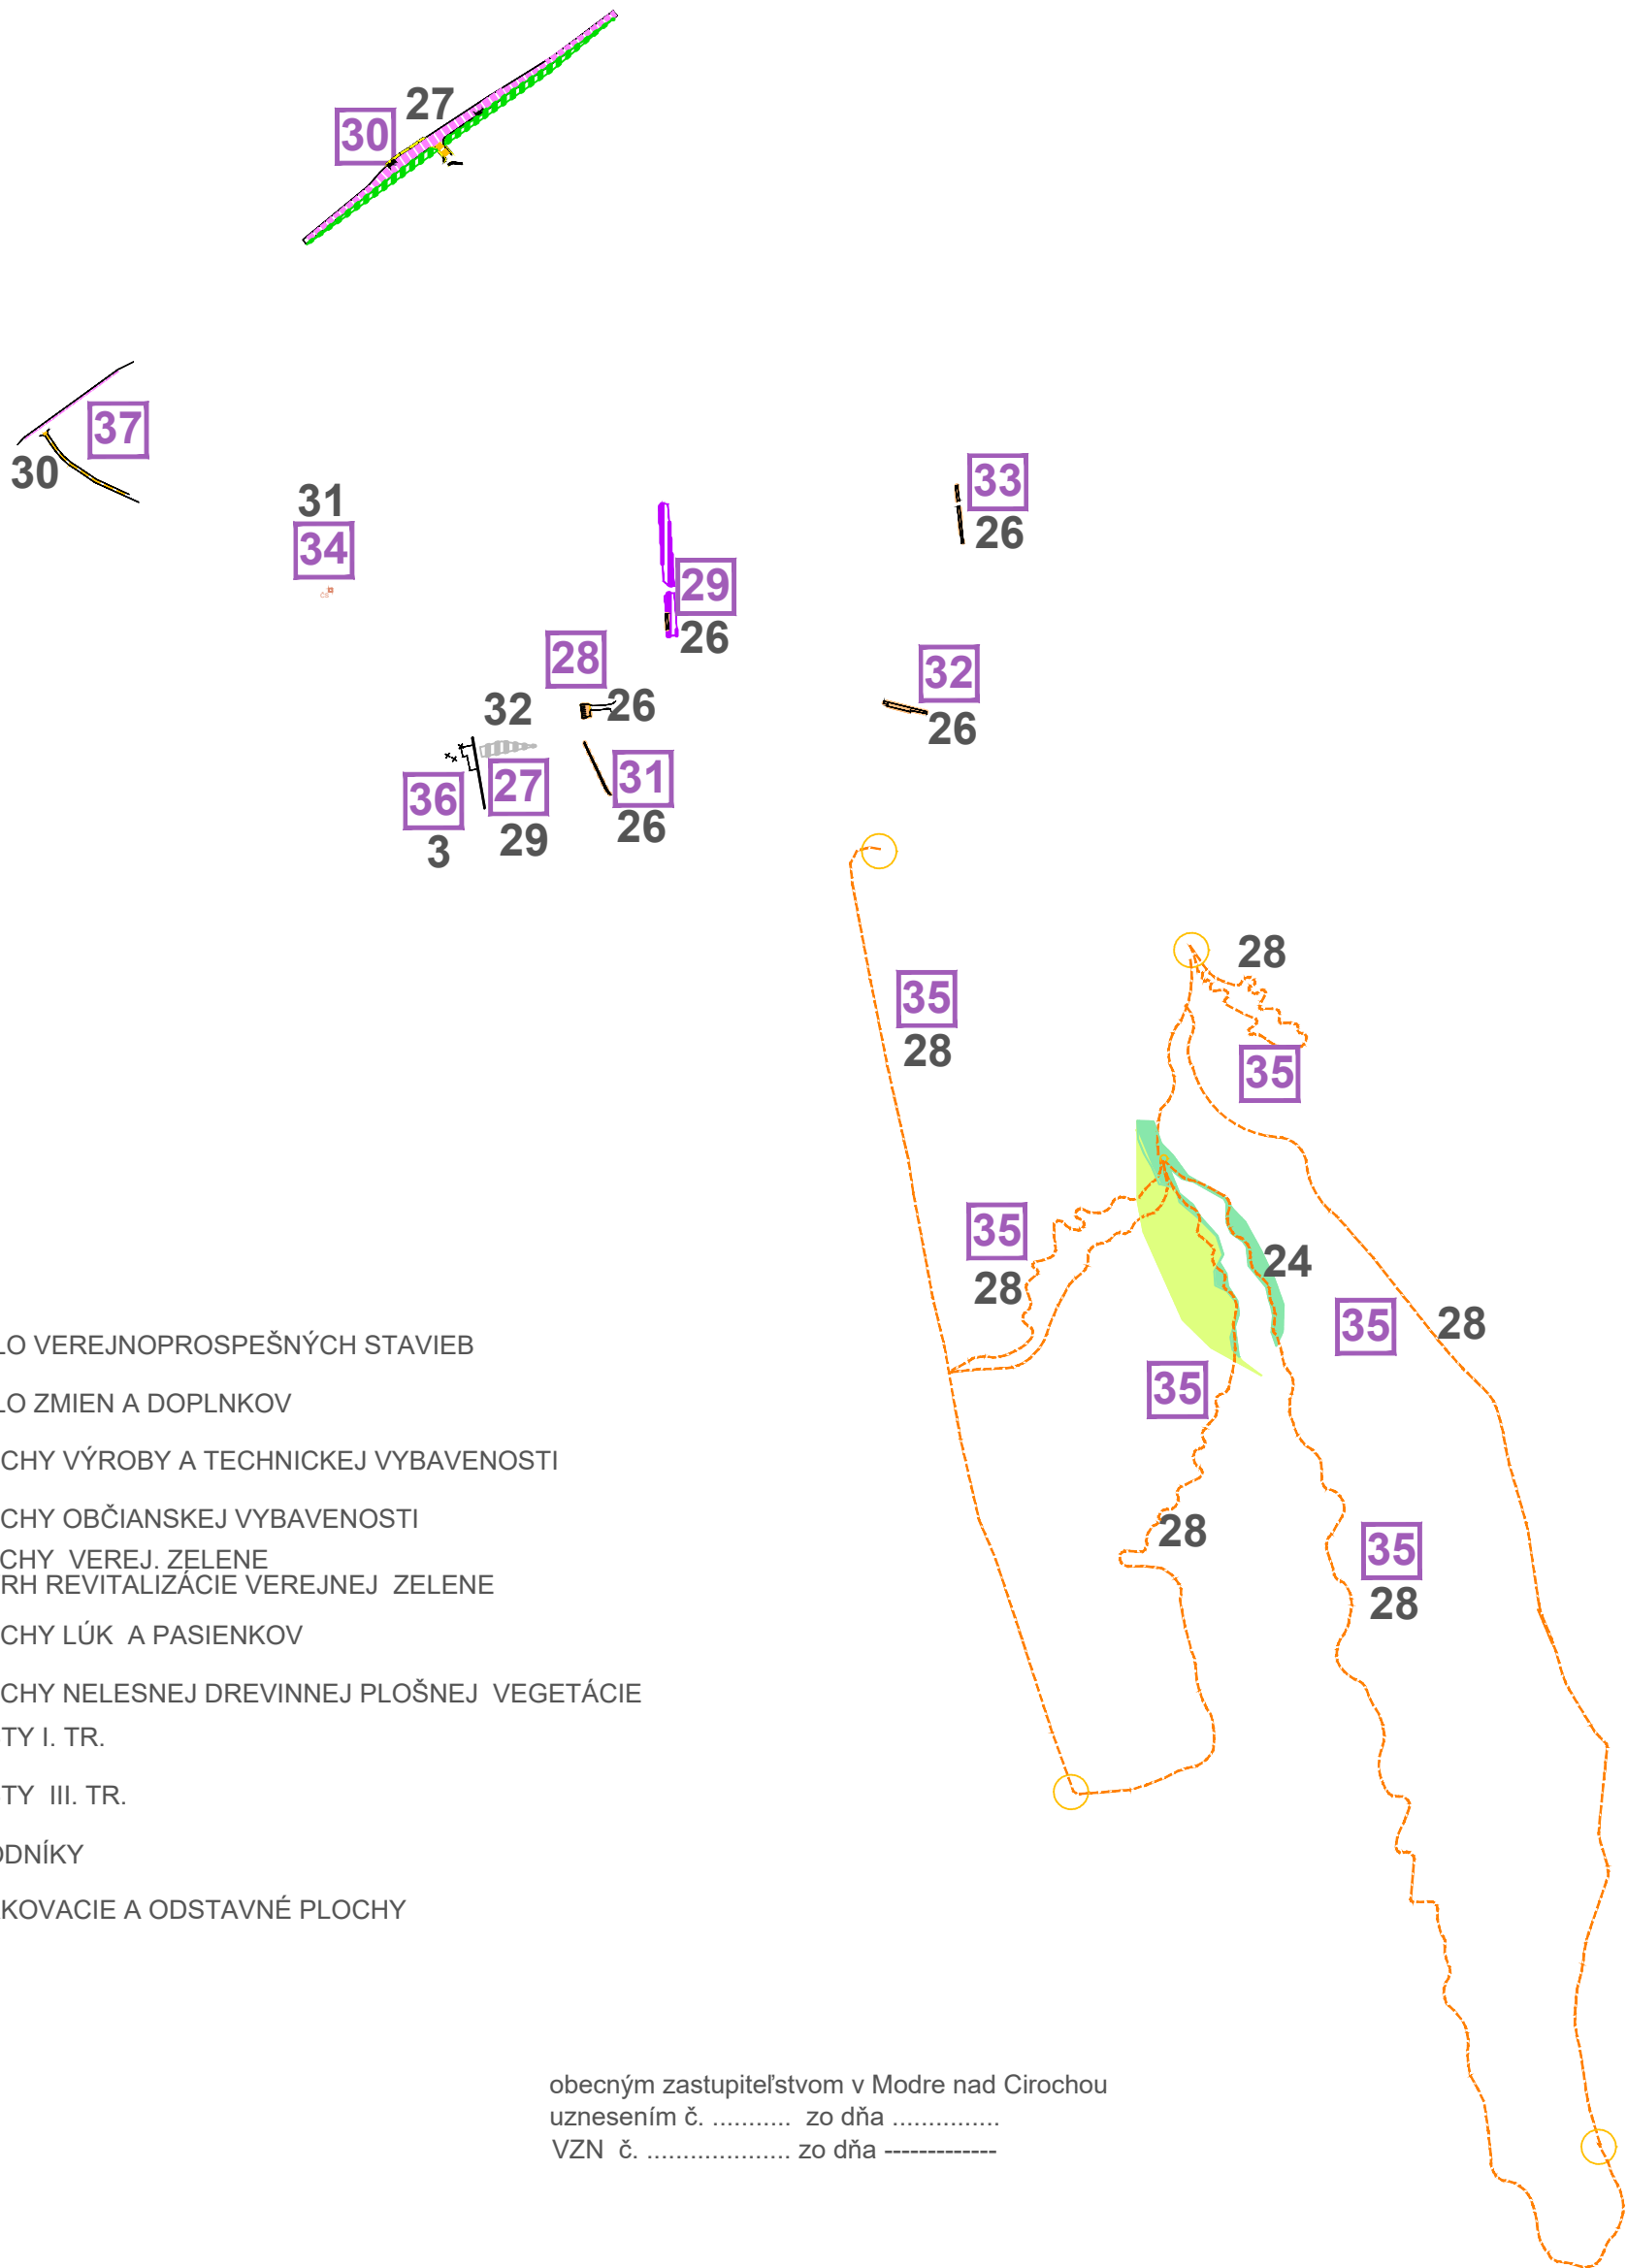 27
30
37
30
31
34
33
26
29
26
28
26
32
32
26
36
3
27
29
31
26
28
35
28
35
35
28
24
35
28
35
28
35
28
LO VEREJNOPROSPEŠNÝCH STAVIEB
LO ZMIEN A DOPLNKOV
CHY VÝROBY A TECHNICKEJ VYBAVENOSTI
CHY OBČIANSKEJ VYBAVENOSTI
CHY VEREJ. ZELENE
RH REVITALIZÁCIE VEREJNEJ ZELENE
CHY LÚK A PASIENKOV
CHY NELESNEJ DREVINNEJ PLOŠNEJ VEGETÁCIE
TY I. TR.
TY III. TR.
ODNÍKY
KOVACIE A ODSTAVNÉ PLOCHY
obecným zastupiteľstvom v Modre nad Cirochou
uznesením č. ........... zo dňa ...............
VZN č. .................... zo dňa -------------